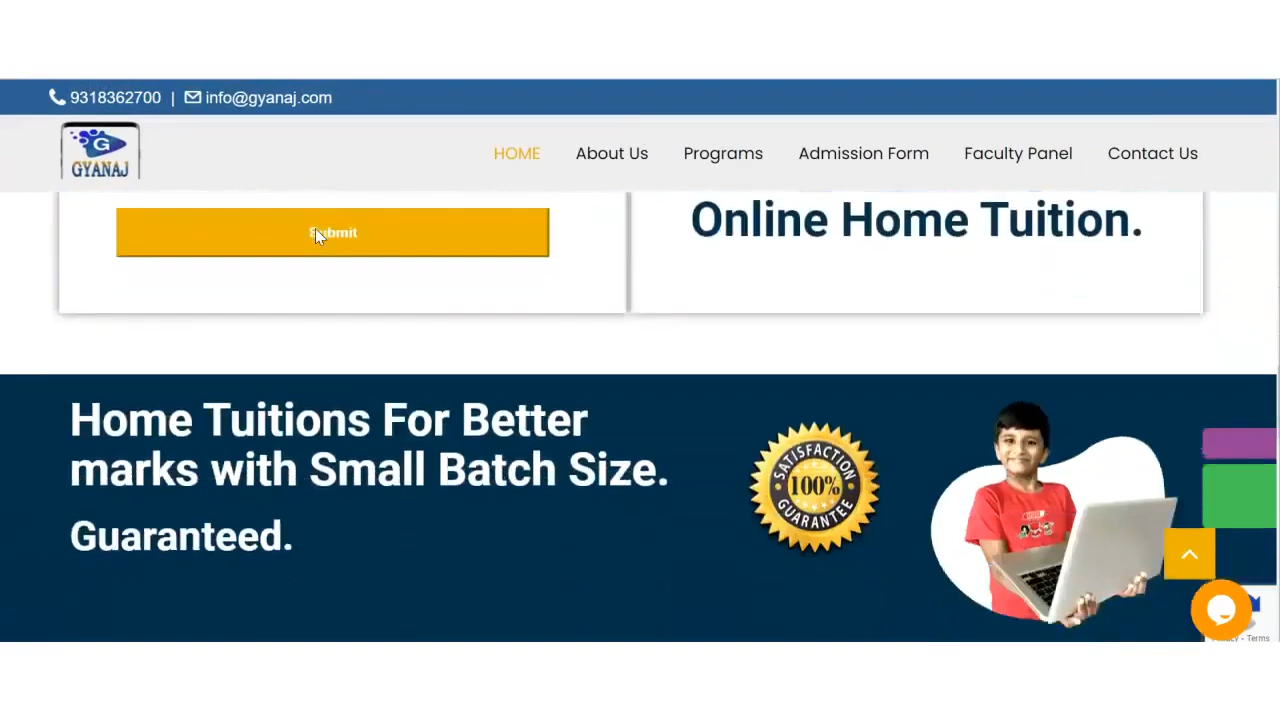 9318362700 | info@gyanaj.com
G
GYANAJ
HOME About Us Programs Admission Form Faculty Panel Contact Us
Submit
Online Home Tuition.
Home Tuitions For Better
marks with Small Batch Size.
Guaranteed.
SATISFACTION
100%
GUARANTEE
- Terms